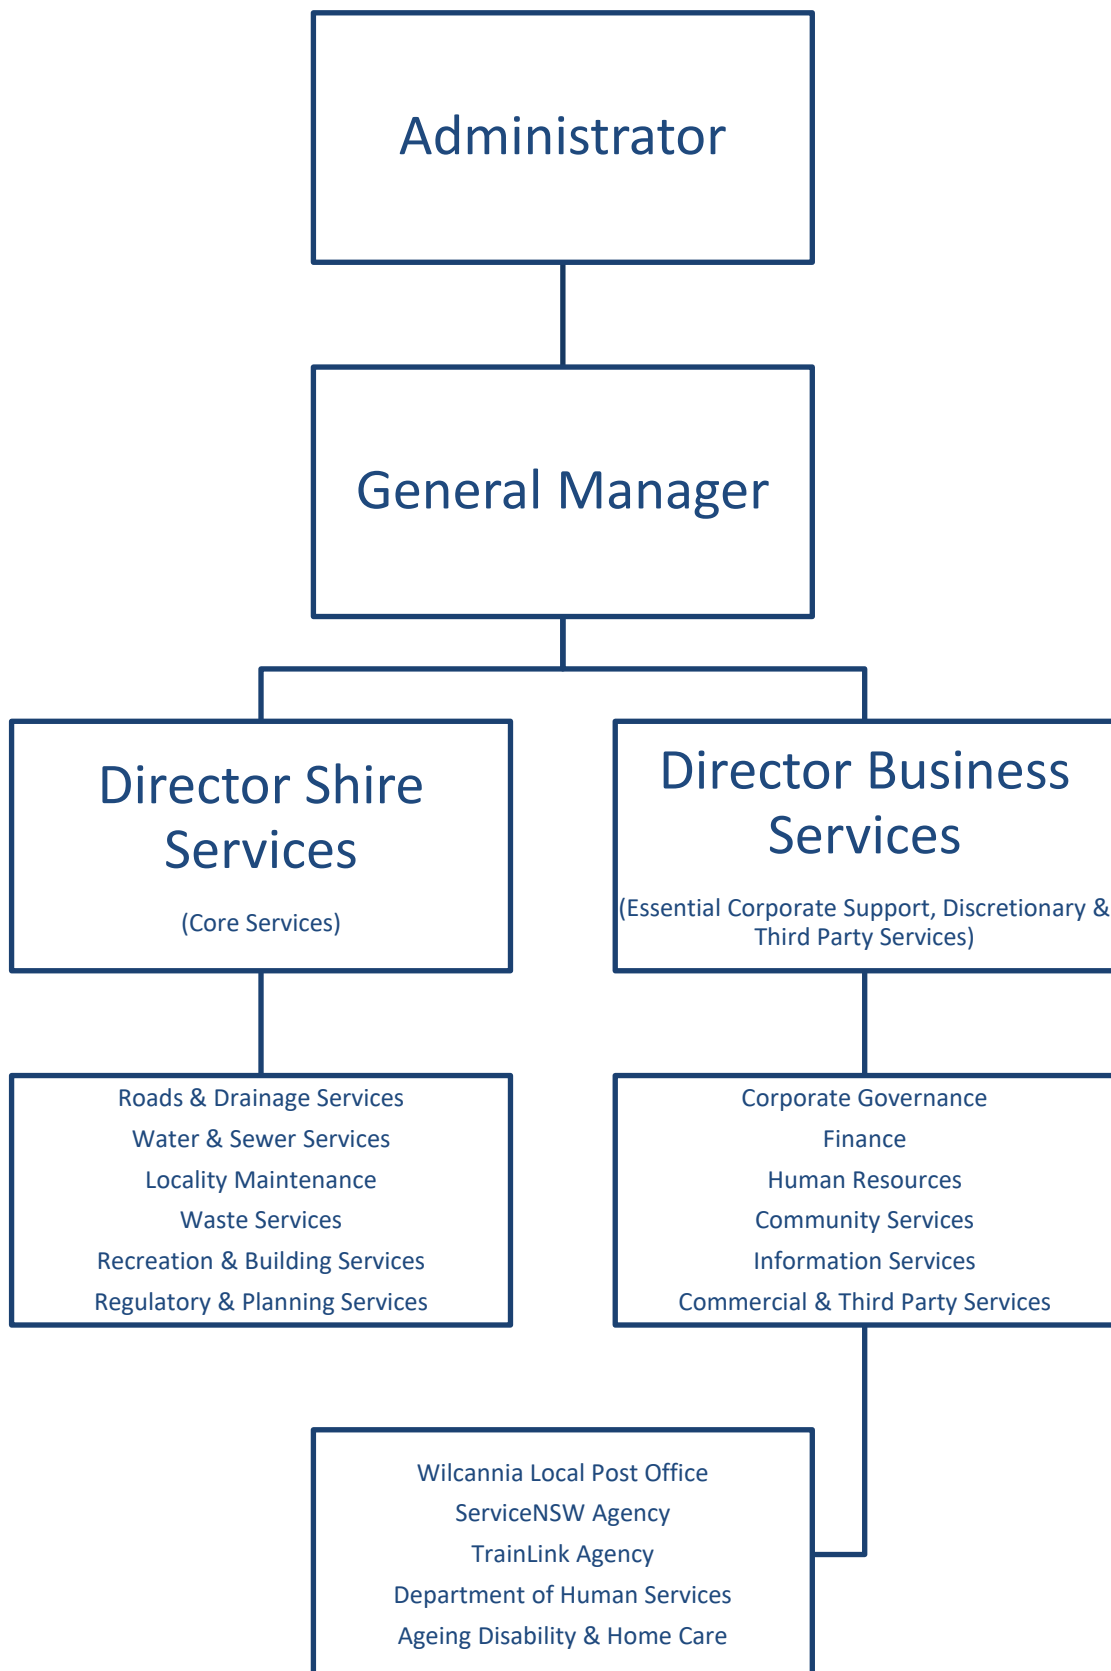 Administrator
General Manager
Director Shire
Services
(Core Services)
Director Business
Services
(Essential Corporate Support, Discretionary &
Third Party Services)
Roads & Drainage Services
Water & Sewer Services
Locality Maintenance
Waste Services
Recreation & Building Services
Regulatory & Planning Services
Corporate Governance
Finance
Human Resources
Community Services
Information Services
Commercial & Third Party Services
Wilcannia Local Post Office
ServiceNSW Agency
TrainLink Agency
Department of Human Services
Ageing Disability & Home Care